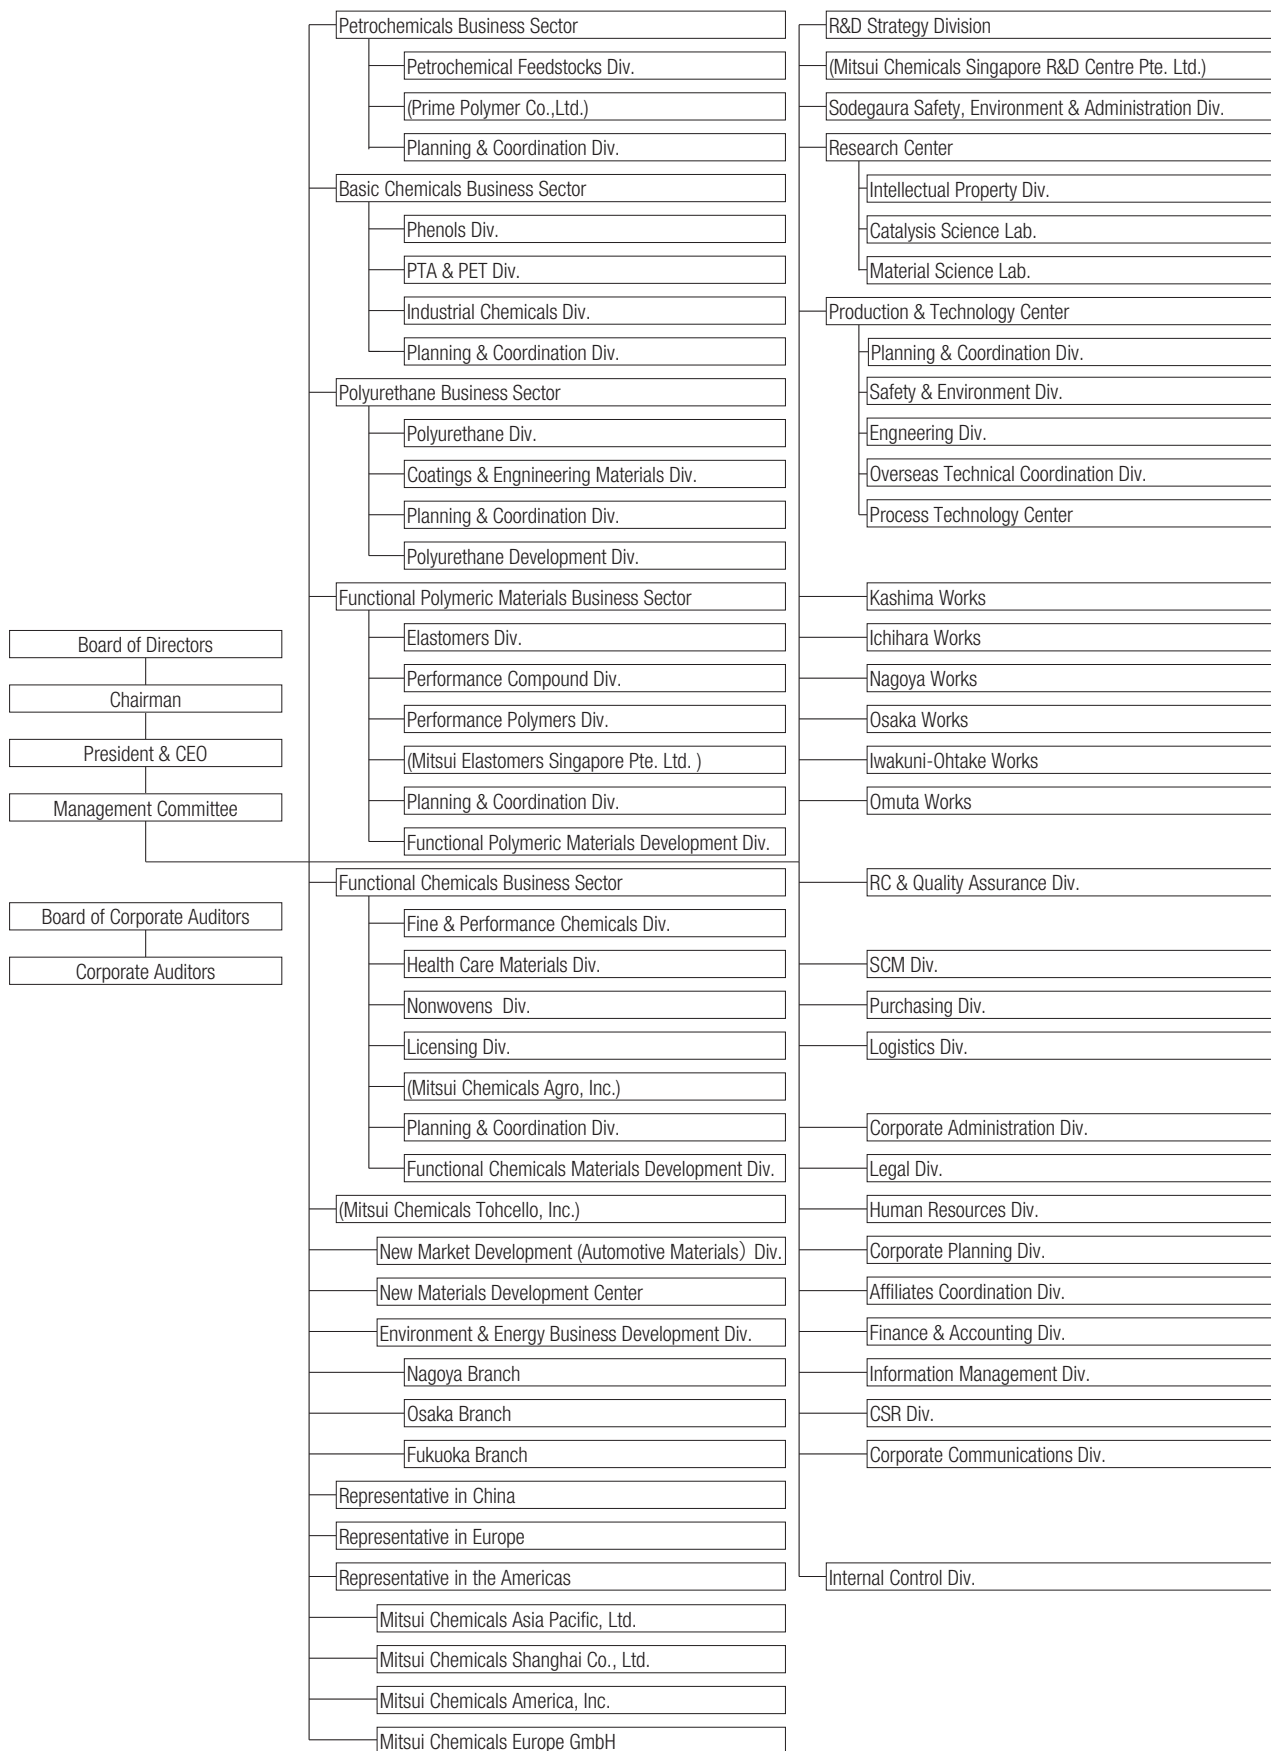 Board of Directors
Chairman
President & CEO
Management Committee
Board of Corporate Auditors
Corporate Auditors
Petrochemicals Business Sector
Petrochemical Feedstocks Div.
(Prime Polymer Co.,Ltd.)
Planning & Coordination Div.
Basic Chemicals Business Sector
Phenols Div.
PTA & PET Div.
Industrial Chemicals Div.
Planning & Coordination Div.
Polyurethane Business Sector
Polyurethane Div.
Coatings & Engnineering Materials Div.
Planning & Coordination Div.
Polyurethane Development Div.
Functional Polymeric Materials Business Sector
Elastomers Div.
Performance Compound Div.
Performance Polymers Div.
(Mitsui Elastomers Singapore Pte. Ltd. )
Planning & Coordination Div.
Functional Polymeric Materials Development Div.
Functional Chemicals Business Sector
Fine & Performance Chemicals Div.
Health Care Materials Div.
Nonwovens  Div.
Licensing Div.
(Mitsui Chemicals Agro, Inc.)
Planning & Coordination Div.
Functional Chemicals Materials Development Div.
(Mitsui Chemicals Tohcello, Inc.)
New Market Development (Automotive Materials）Div.
New Materials Development Center
Environment & Energy Business Development Div.
Nagoya Branch
Osaka Branch
Fukuoka Branch
Representative in China
Representative in Europe
Representative in the Americas
Mitsui Chemicals Asia Pacific, Ltd.
Mitsui Chemicals Shanghai Co., Ltd.
Mitsui Chemicals America, Inc.
Mitsui Chemicals Europe GmbH
R&D Strategy Division
(Mitsui Chemicals Singapore R&D Centre Pte. Ltd.)
Sodegaura Safety, Environment & Administration Div.
Research Center
Intellectual Property Div.
Catalysis Science Lab.
Material Science Lab.
Production & Technology Center
Planning & Coordination Div.
Safety & Environment Div.
Engneering Div.
Overseas Technical Coordination Div.
Process Technology Center
Kashima Works
Ichihara Works
Nagoya Works
Osaka Works
Iwakuni-Ohtake Works
Omuta Works
RC & Quality Assurance Div.
SCM Div.
Purchasing Div.
Logistics Div.
Corporate Administration Div.
Legal Div.
Human Resources Div.
Corporate Planning Div.
Affiliates Coordination Div.
Finance & Accounting Div.
Information Management Div.
CSR Div.
Corporate Communications Div.
Internal Control Div.